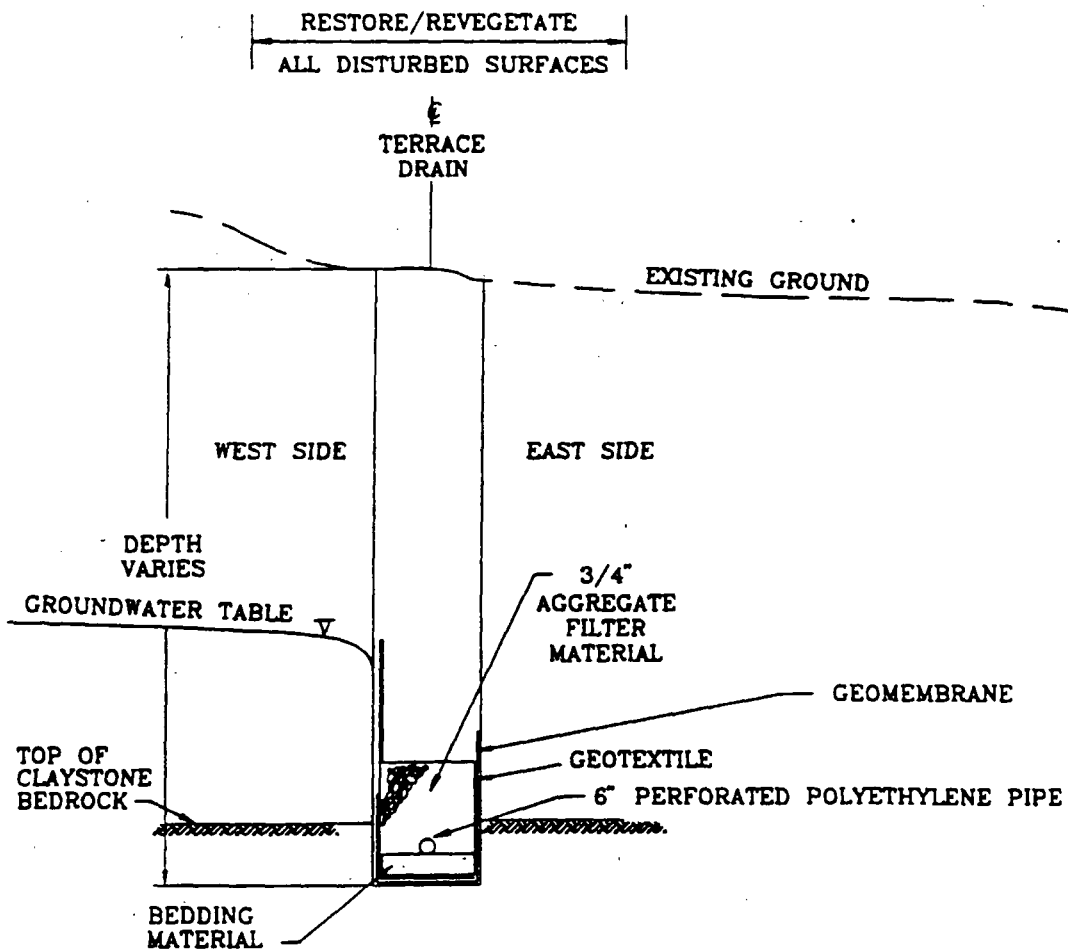 RESTORE/REVEGETATE
ALL DISTURBED SURFACES
℄
TERRACE
DRAIN
EXISTING GROUND
WEST SIDE
EAST SIDE
DEPTH
VARIES
3/4"
AGGREGATE
FILTER
MATERIAL
GROUNDWATER TABLE
GEOMEMBRANE
TOP OF
CLAYSTONE
BEDROCK
GEOTEXTILE
6" PERFORATED POLYETHYLENE PIPE
BEDDING
MATERIAL